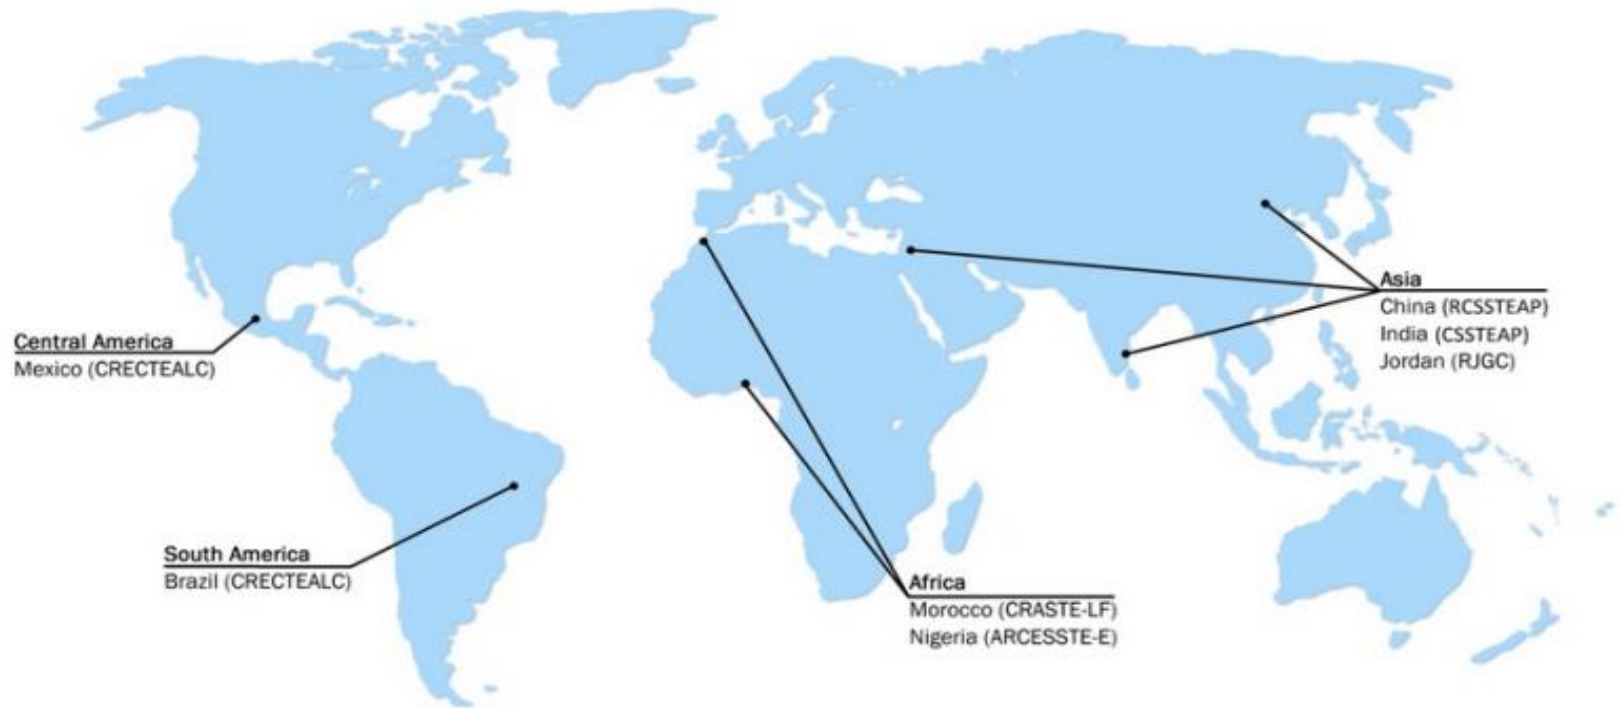 Central America
Mexico (CRECTEALC)
South America
Brazil (CRECTEALC)
Africa
Morocco (CRASTE-LF)
Nigeria (ARCESSTE-E)
Asia
China (RCSSTEAP)
India (CSSTEAP)
Jordan (RJGC)